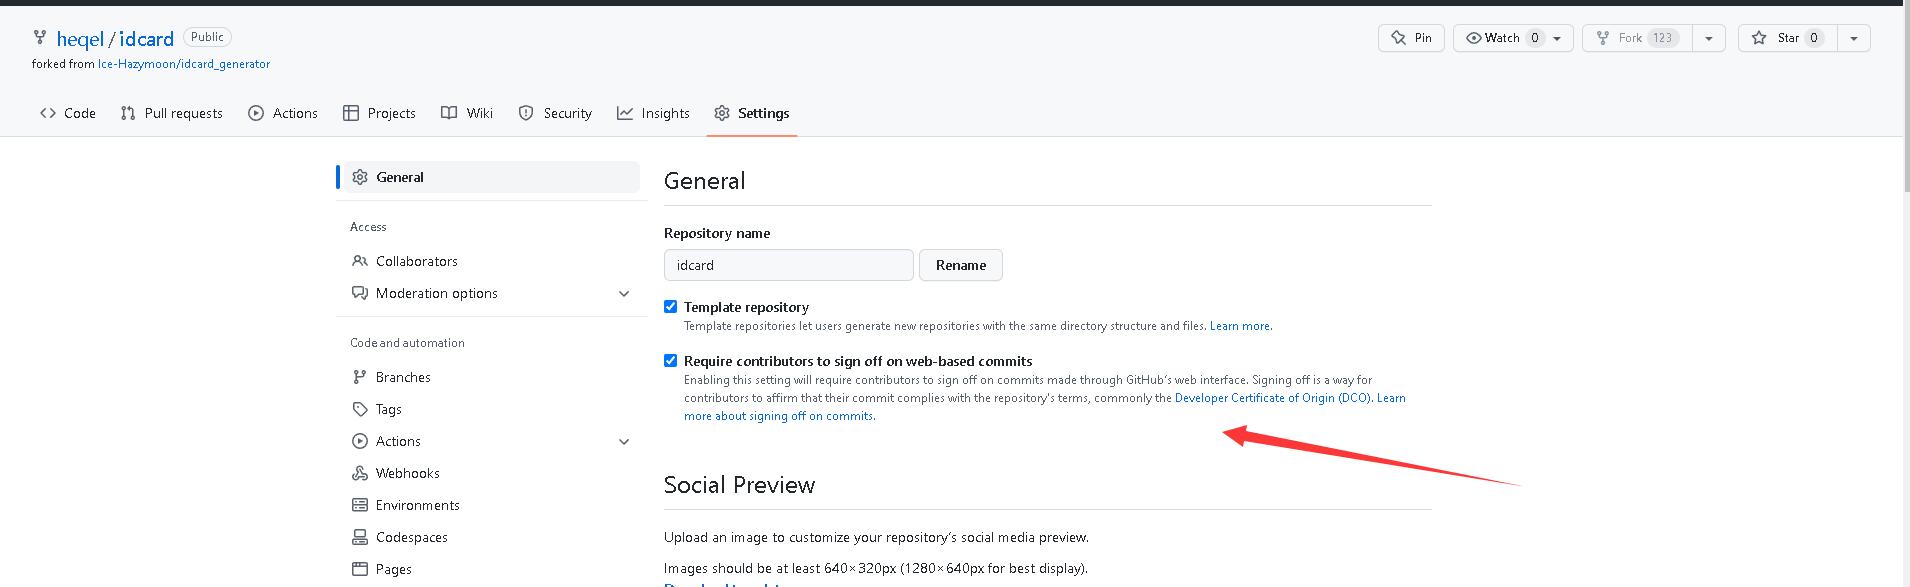 heqel / idcard Public
Pin Watch 0 Fork 123 Star 0
forked from Ice-Hazymoon/idcard_generator
Code Pull requests Actions Projects Wiki Security Insights Settings
General
Access
Collaborators
Moderation options
Code and automation
Branches
Tags
Actions
Webhooks
Environments
Codespaces
Pages
General
Repository name
idcard Rename
Template repository
Template repositories let users generate new repositories with the same directory structure and files. Learn more.
Require contributors to sign off on web-based commits
Enabling this setting will require contributors to sign off on commits made through GitHub's web interface. Signing off is a way for
contributors to affirm that their commit complies with the repository's terms, commonly the Developer Certificate of Origin (DCO). Learn
more about signing off on commits.
Social Preview
Upload an image to customize your repository's social media preview.
Images should be at least 640×320px (1280×640px for best display).